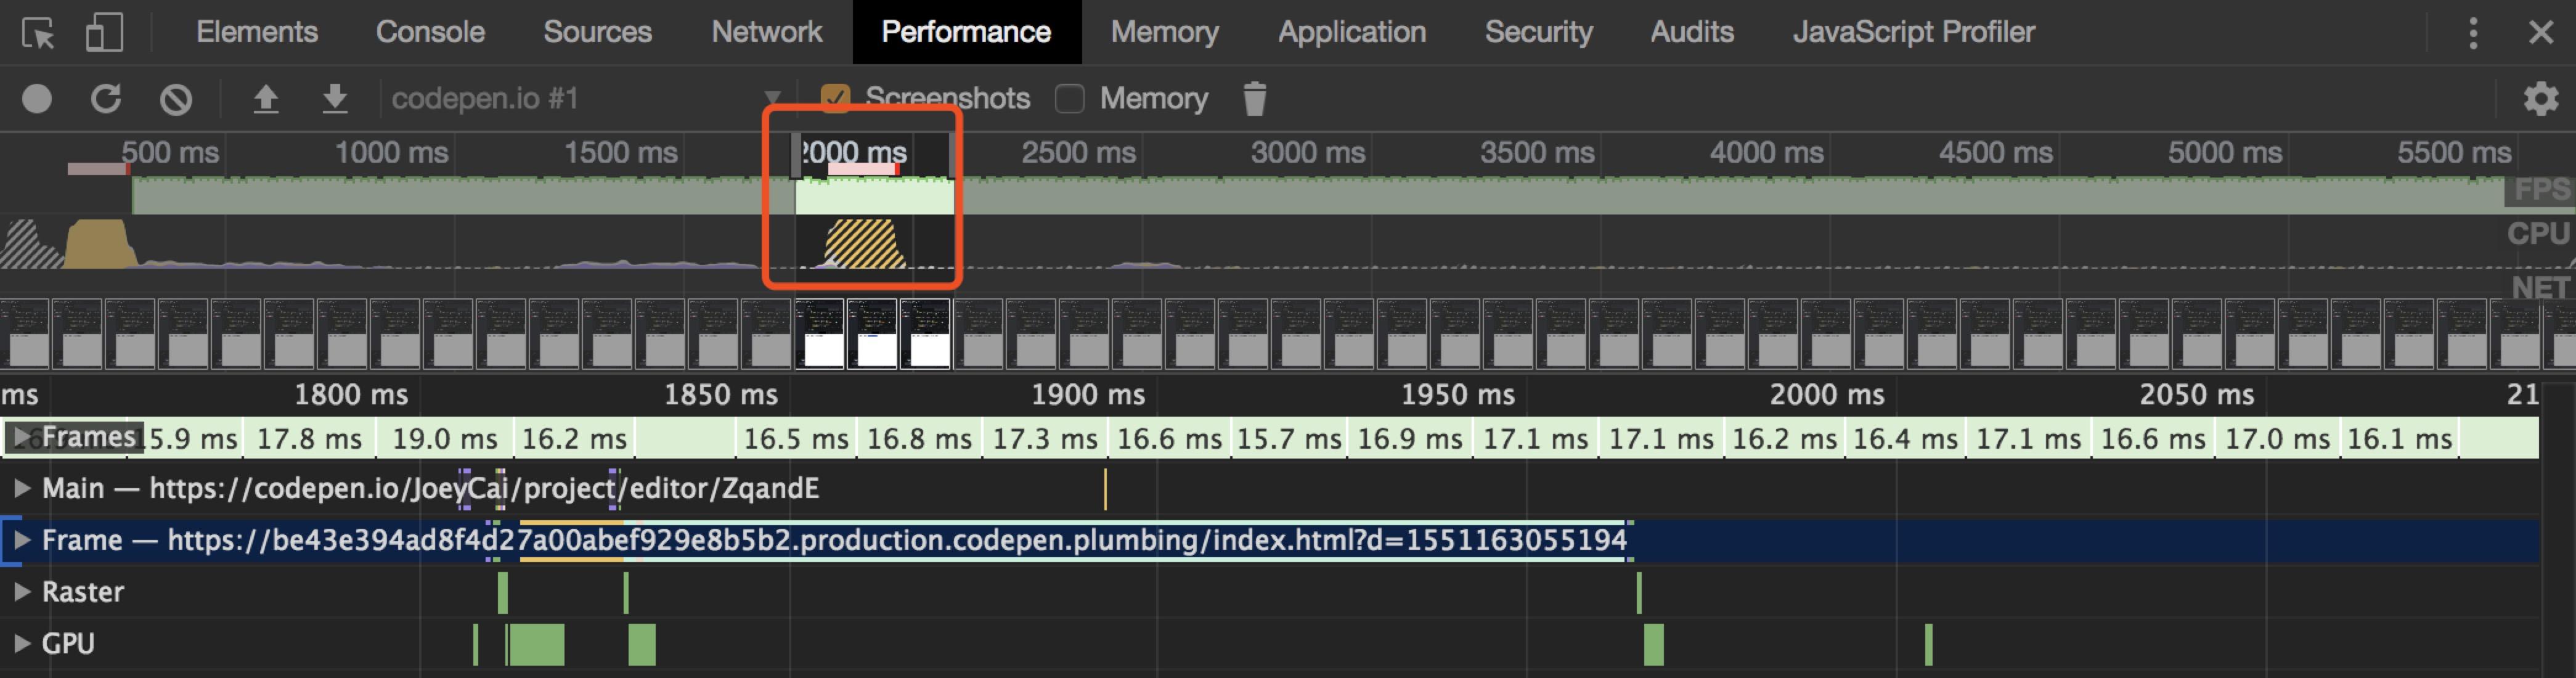 Elements Console Sources Network Performance Memory Application Security Audits JavaScript Profiler
codepen.io #1 Screenshots Memory
500 ms 1000 ms 1500 ms 2000 ms 2500 ms 3000 ms 3500 ms 4000 ms 4500 ms 5000 ms 5500 ms
FPS
CPU
NET
ms 1800 ms 1850 ms 1900 ms 1950 ms 2000 ms 2050 ms 21
Frames 15.9 ms 17.8 ms 19.0 ms 16.2 ms 16.5 ms 16.8 ms 17.3 ms 16.6 ms 15.7 ms 16.9 ms 17.1 ms 17.1 ms 16.2 ms 16.4 ms 17.1 ms 16.6 ms 17.0 ms 16.1 ms
Main — https://codepen.io/JoeyCai/project/editor/ZqandE
Frame — https://be43e394ad8f4d27a00abef929e8b5b2.production.codepen.plumbing/index.html?d=1551163055194
Raster
GPU